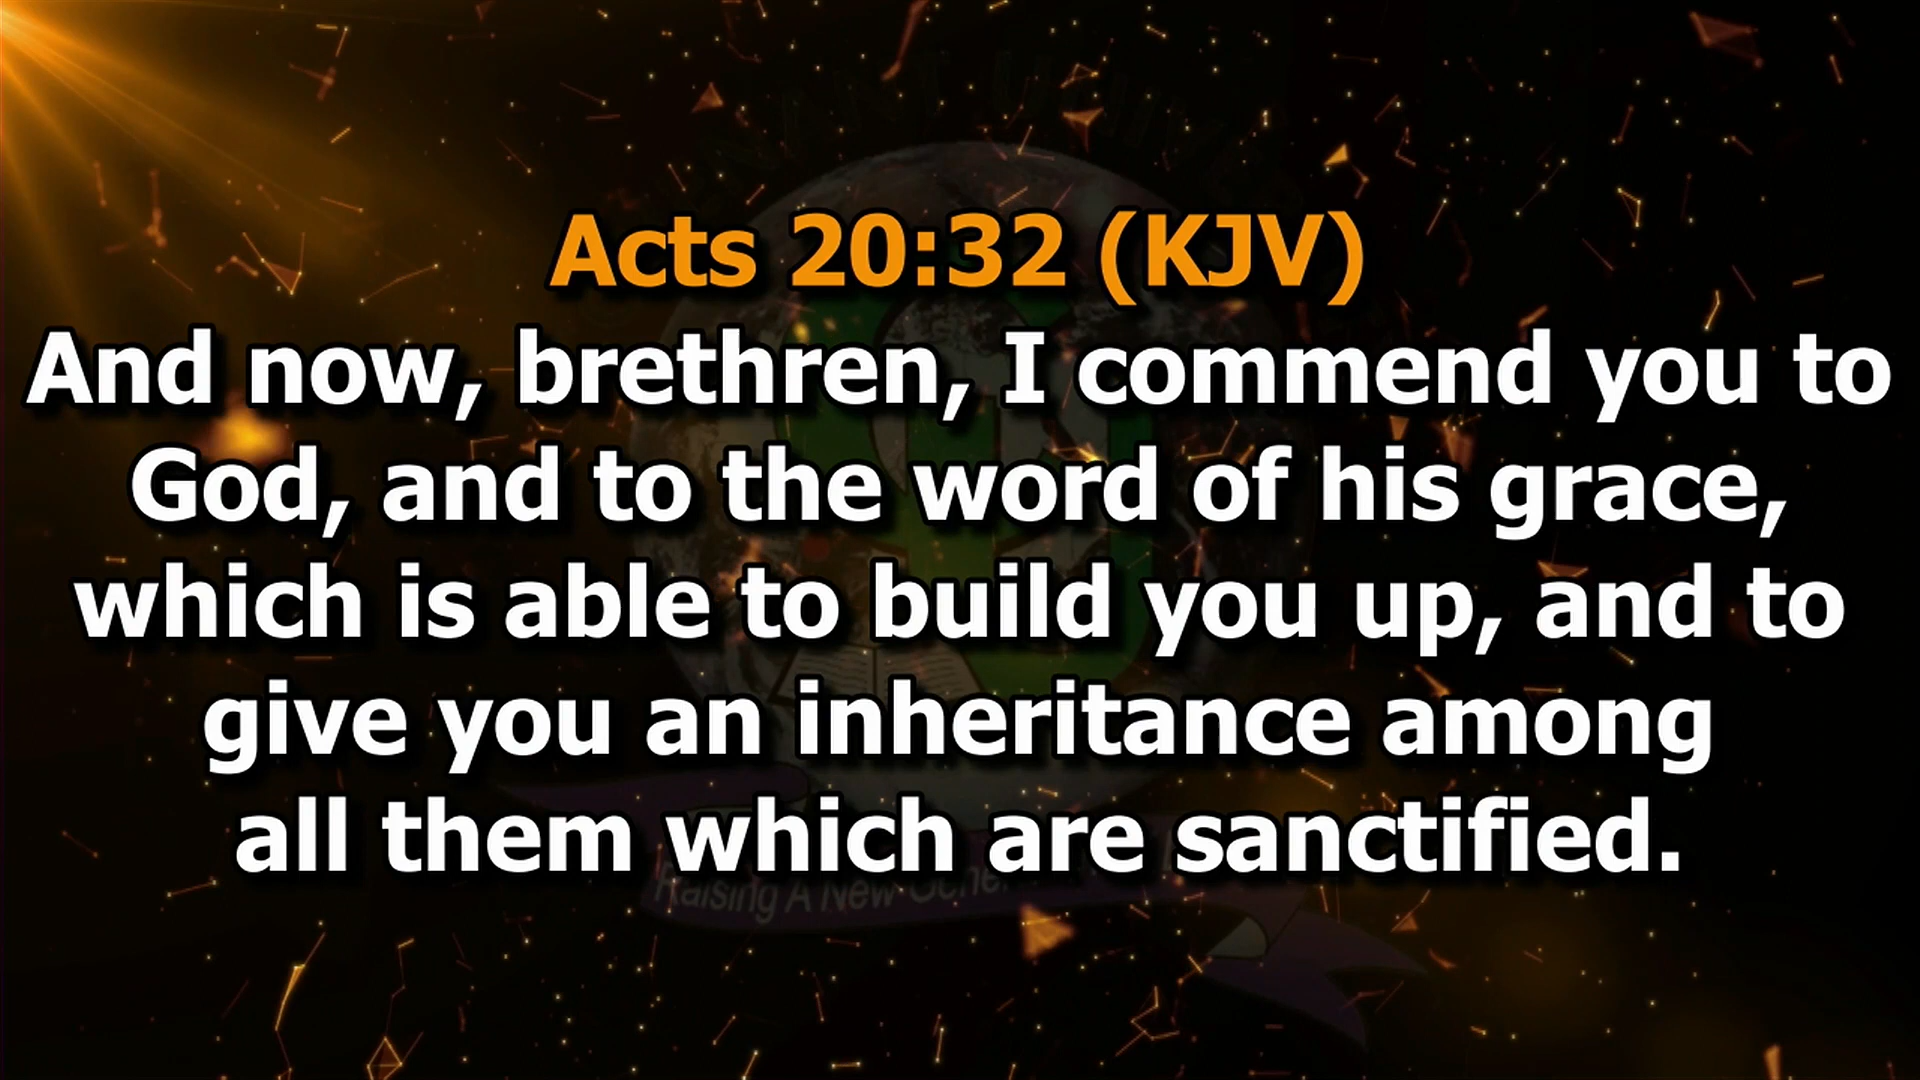 Acts 20:32 (KJV)
And now, brethren, I commend you to
God, and to the word of his grace,
which is able to build you up, and to
give you an inheritance among
all them which are sanctified.
Raising A New